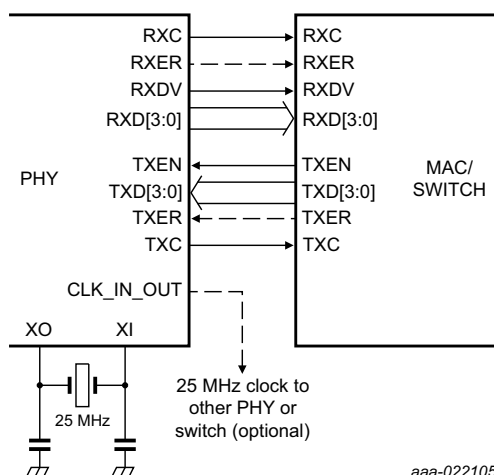 RXC RXC
RXER RXER
RXDV RXDV
RXD[3:0] RXD[3:0]
TXEN TXEN
PHY
MAC/
SWITCH
TXD[3:0] TXD[3:0]
TXER TXER
TXC TXC
CLK_IN_OUT
XO XI
25 MHz
25 MHz clock to
other PHY or
switch (optional)
aaa-022105